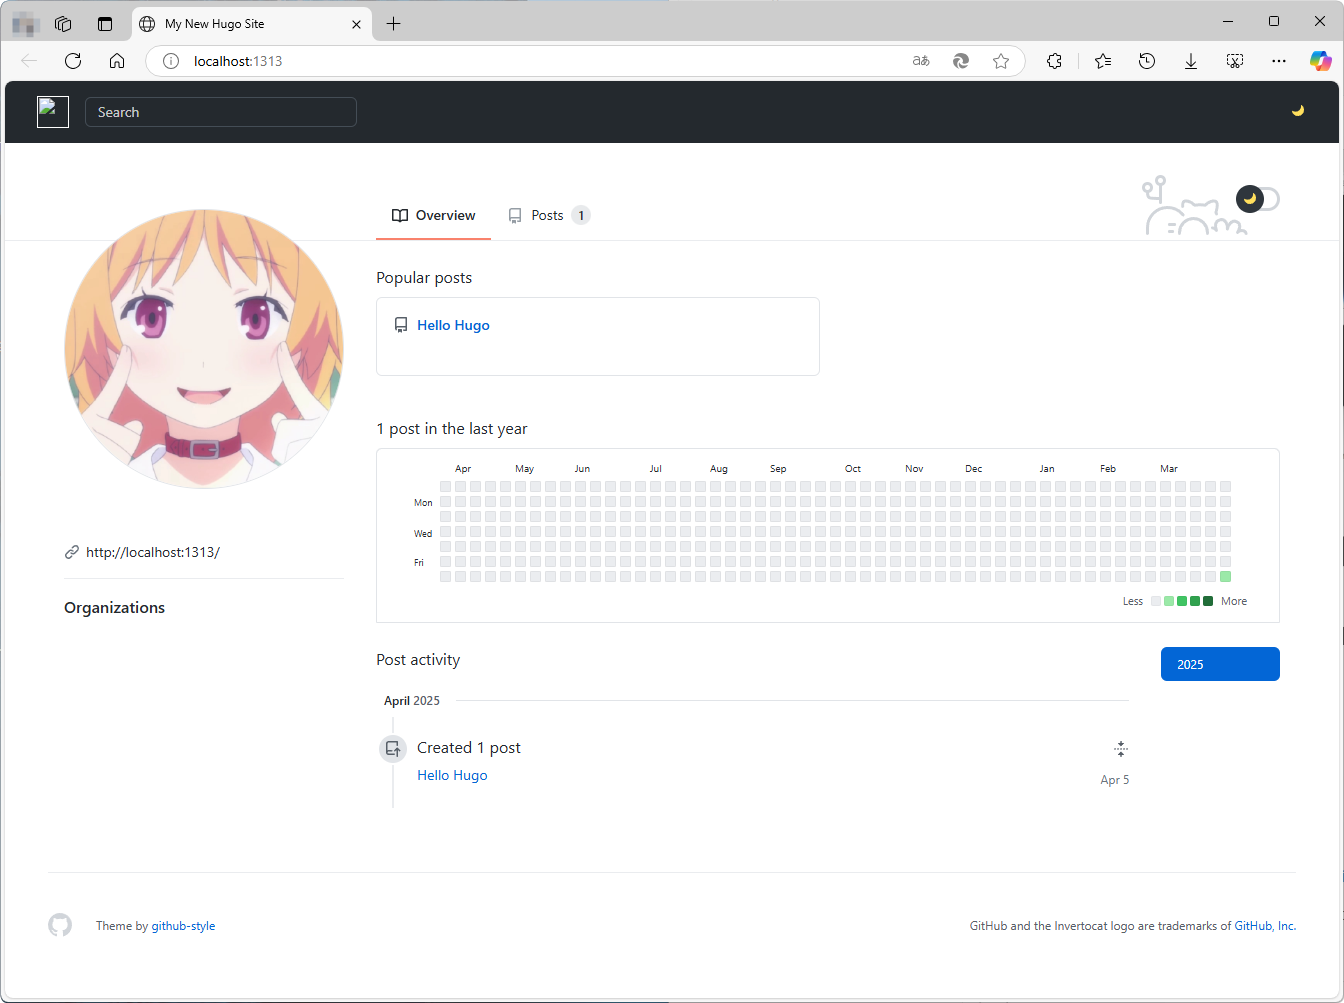 My New Hugo Site
localhost:1313
aあ
Search
Overview
Posts 1
Popular posts
Hello Hugo
1 post in the last year
Apr May Jun Jul Aug Sep Oct Nov Dec Jan Feb Mar
Mon
Wed
Fri
Less More
http://localhost:1313/
Organizations
Post activity
2025
April 2025
Created 1 post
Hello Hugo
Apr 5
Theme by github-style
GitHub and the Invertocat logo are trademarks of GitHub, Inc.